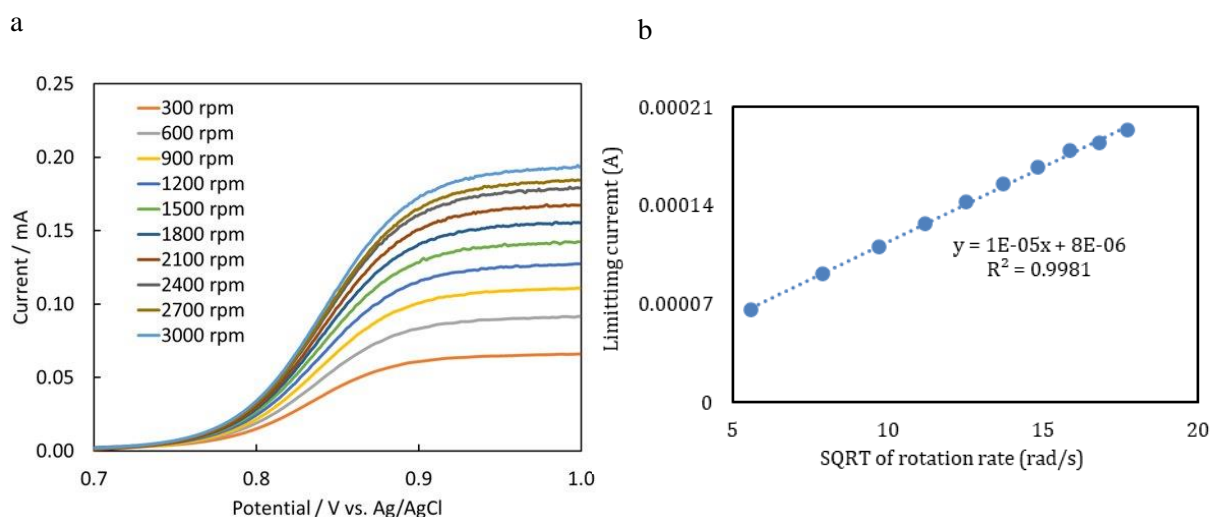 a
0.25
0.20
0.15
0.10
0.05
0.00
Current / mA
300 rpm
600 rpm
900 rpm
1200 rpm
1500 rpm
1800 rpm
2100 rpm
2400 rpm
2700 rpm
3000 rpm
0.7 0.8 0.9 1.0
Potential / V vs. Ag/AgCl
b
0.00021
0.00014
0.00007
0
Limitting curremt (A)
y = 1E-05x + 8E-06
R² = 0.9981
5 10 15 20
SQRT of rotation rate (rad/s)